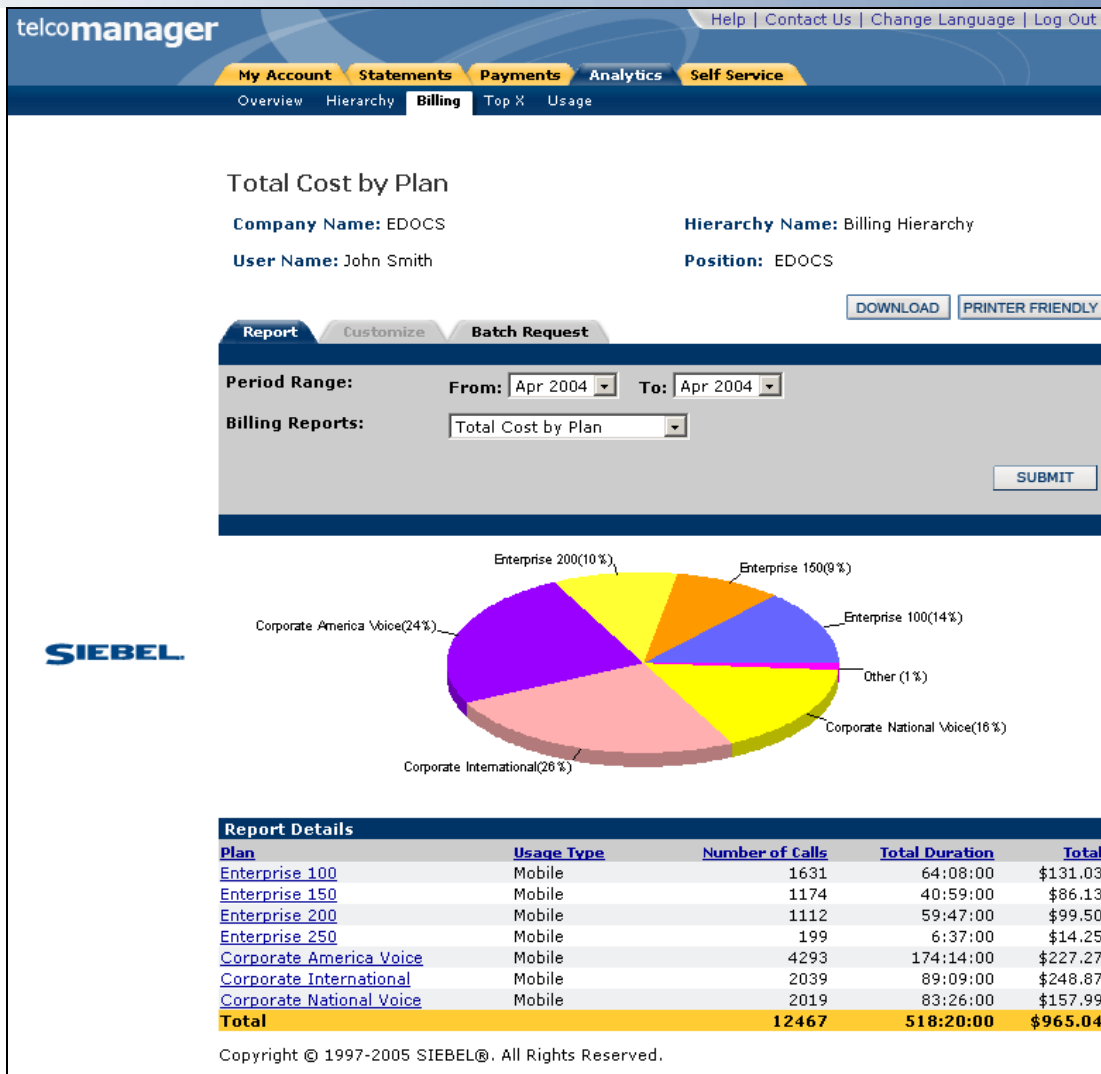 telcomanager
Help | Contact Us | Change Language | Log Out
My Account Statements Payments Analytics Self Service
Overview Hierarchy Billing Top X Usage
Total Cost by Plan
Company Name: EDOCS Hierarchy Name: Billing Hierarchy
User Name: John Smith Position: EDOCS
DOWNLOAD PRINTER FRIENDLY
Report Customize Batch Request
Period Range: From: Apr 2004 To: Apr 2004
Billing Reports: Total Cost by Plan
SUBMIT
Enterprise 200(10%)
Enterprise 150(9%)
Enterprise 100(14%)
Corporate America Voice(24%)
SIEBEL.
Other (1%)
Corporate National Voice(16%)
Corporate International(26%)
Report Details
Plan Usage Type Number of Calls Total Duration Total
Enterprise 100 Mobile 1631 64:08:00 $131.03
Enterprise 150 Mobile 1174 40:59:00 $86.13
Enterprise 200 Mobile 1112 59:47:00 $99.50
Enterprise 250 Mobile 199 6:37:00 $14.25
Corporate America Voice Mobile 4293 174:14:00 $227.27
Corporate International Mobile 2039 89:09:00 $248.87
Corporate National Voice Mobile 2019 83:26:00 $157.99
Total 12467 518:20:00 $965.04
Copyright © 1997-2005 SIEBEL®. All Rights Reserved.